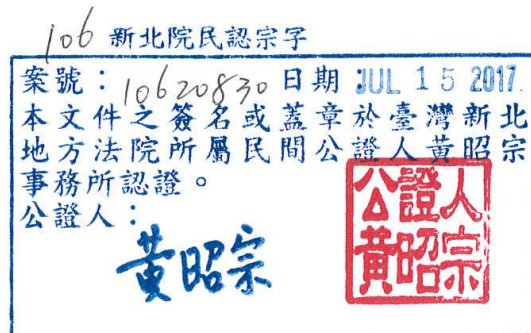 106 新北院民認宗字
案號：10620830 日期 JUL 15 2017.
本文件之簽名或蓋章於臺灣新北
地方法院所屬民間公證人黃昭宗
事務所認證。
公證人：
黃昭宗
公證人
黃昭宗